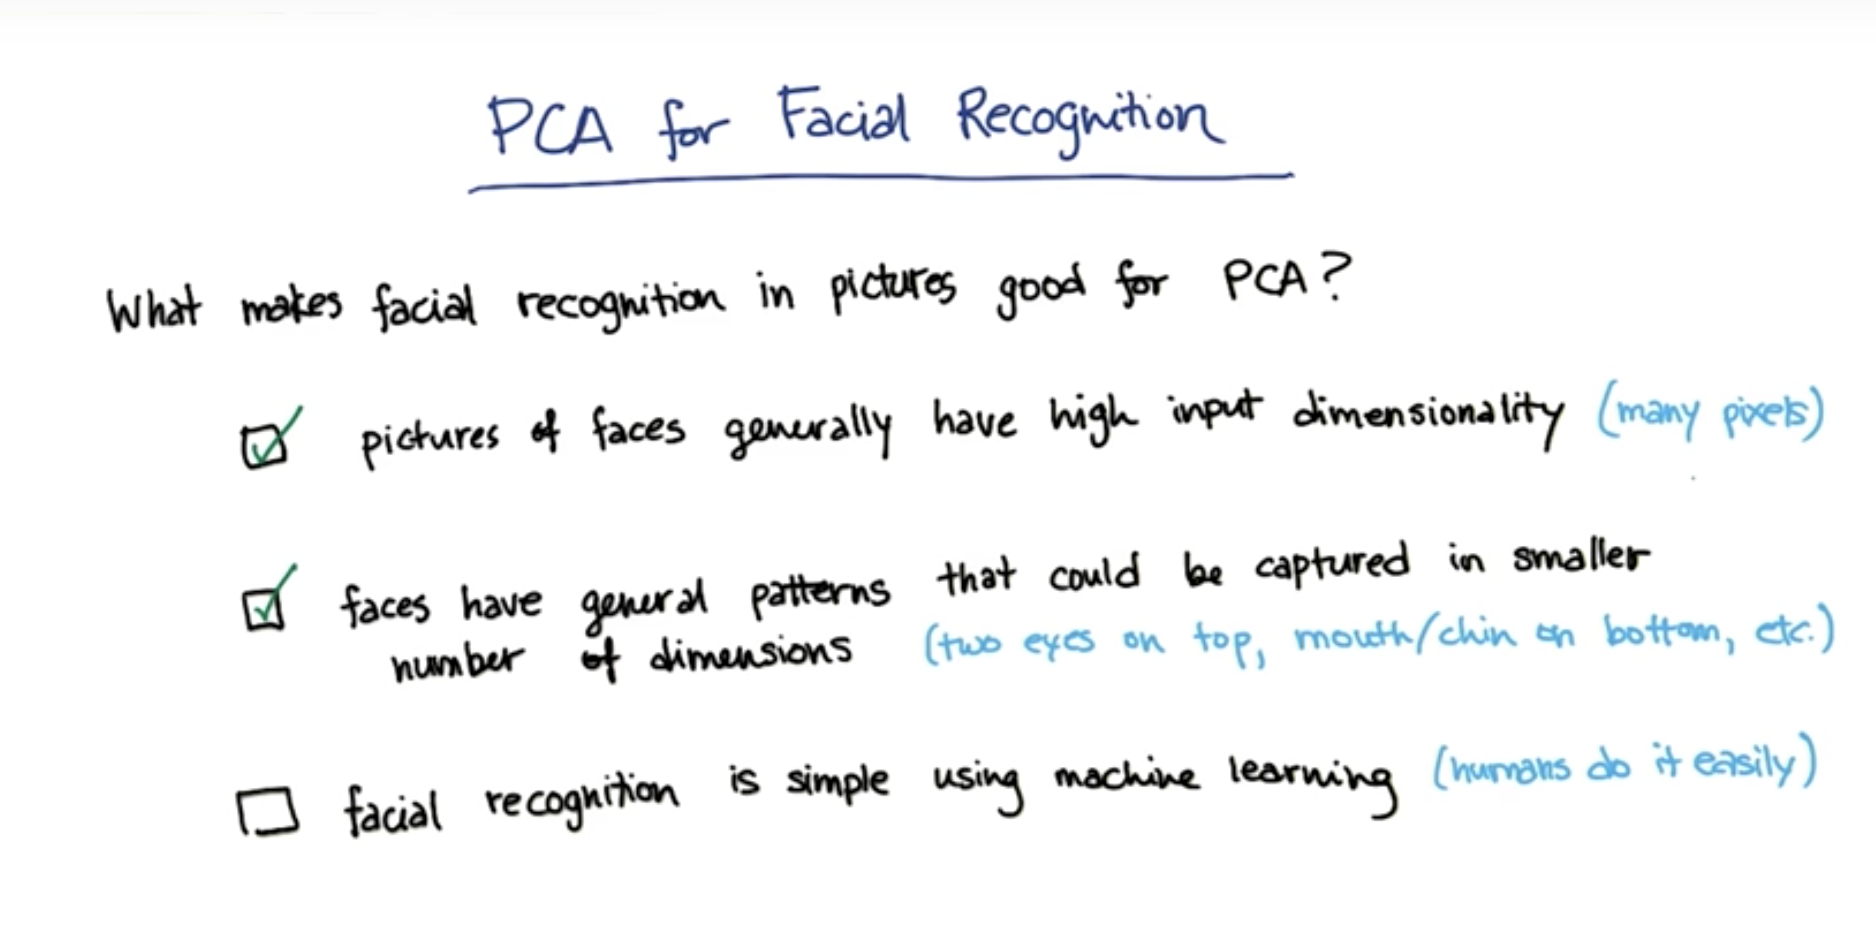 PCA for Facial Recognition
What makes facial recognition in pictures good for PCA?
pictures of faces generally have high input dimensionality (many pixels)
faces have general patterns that could be captured in smaller
number of dimensions (two eyes on top, mouth/chin on bottom, etc.)
facial recognition is simple using machine learning (humans do it easily)